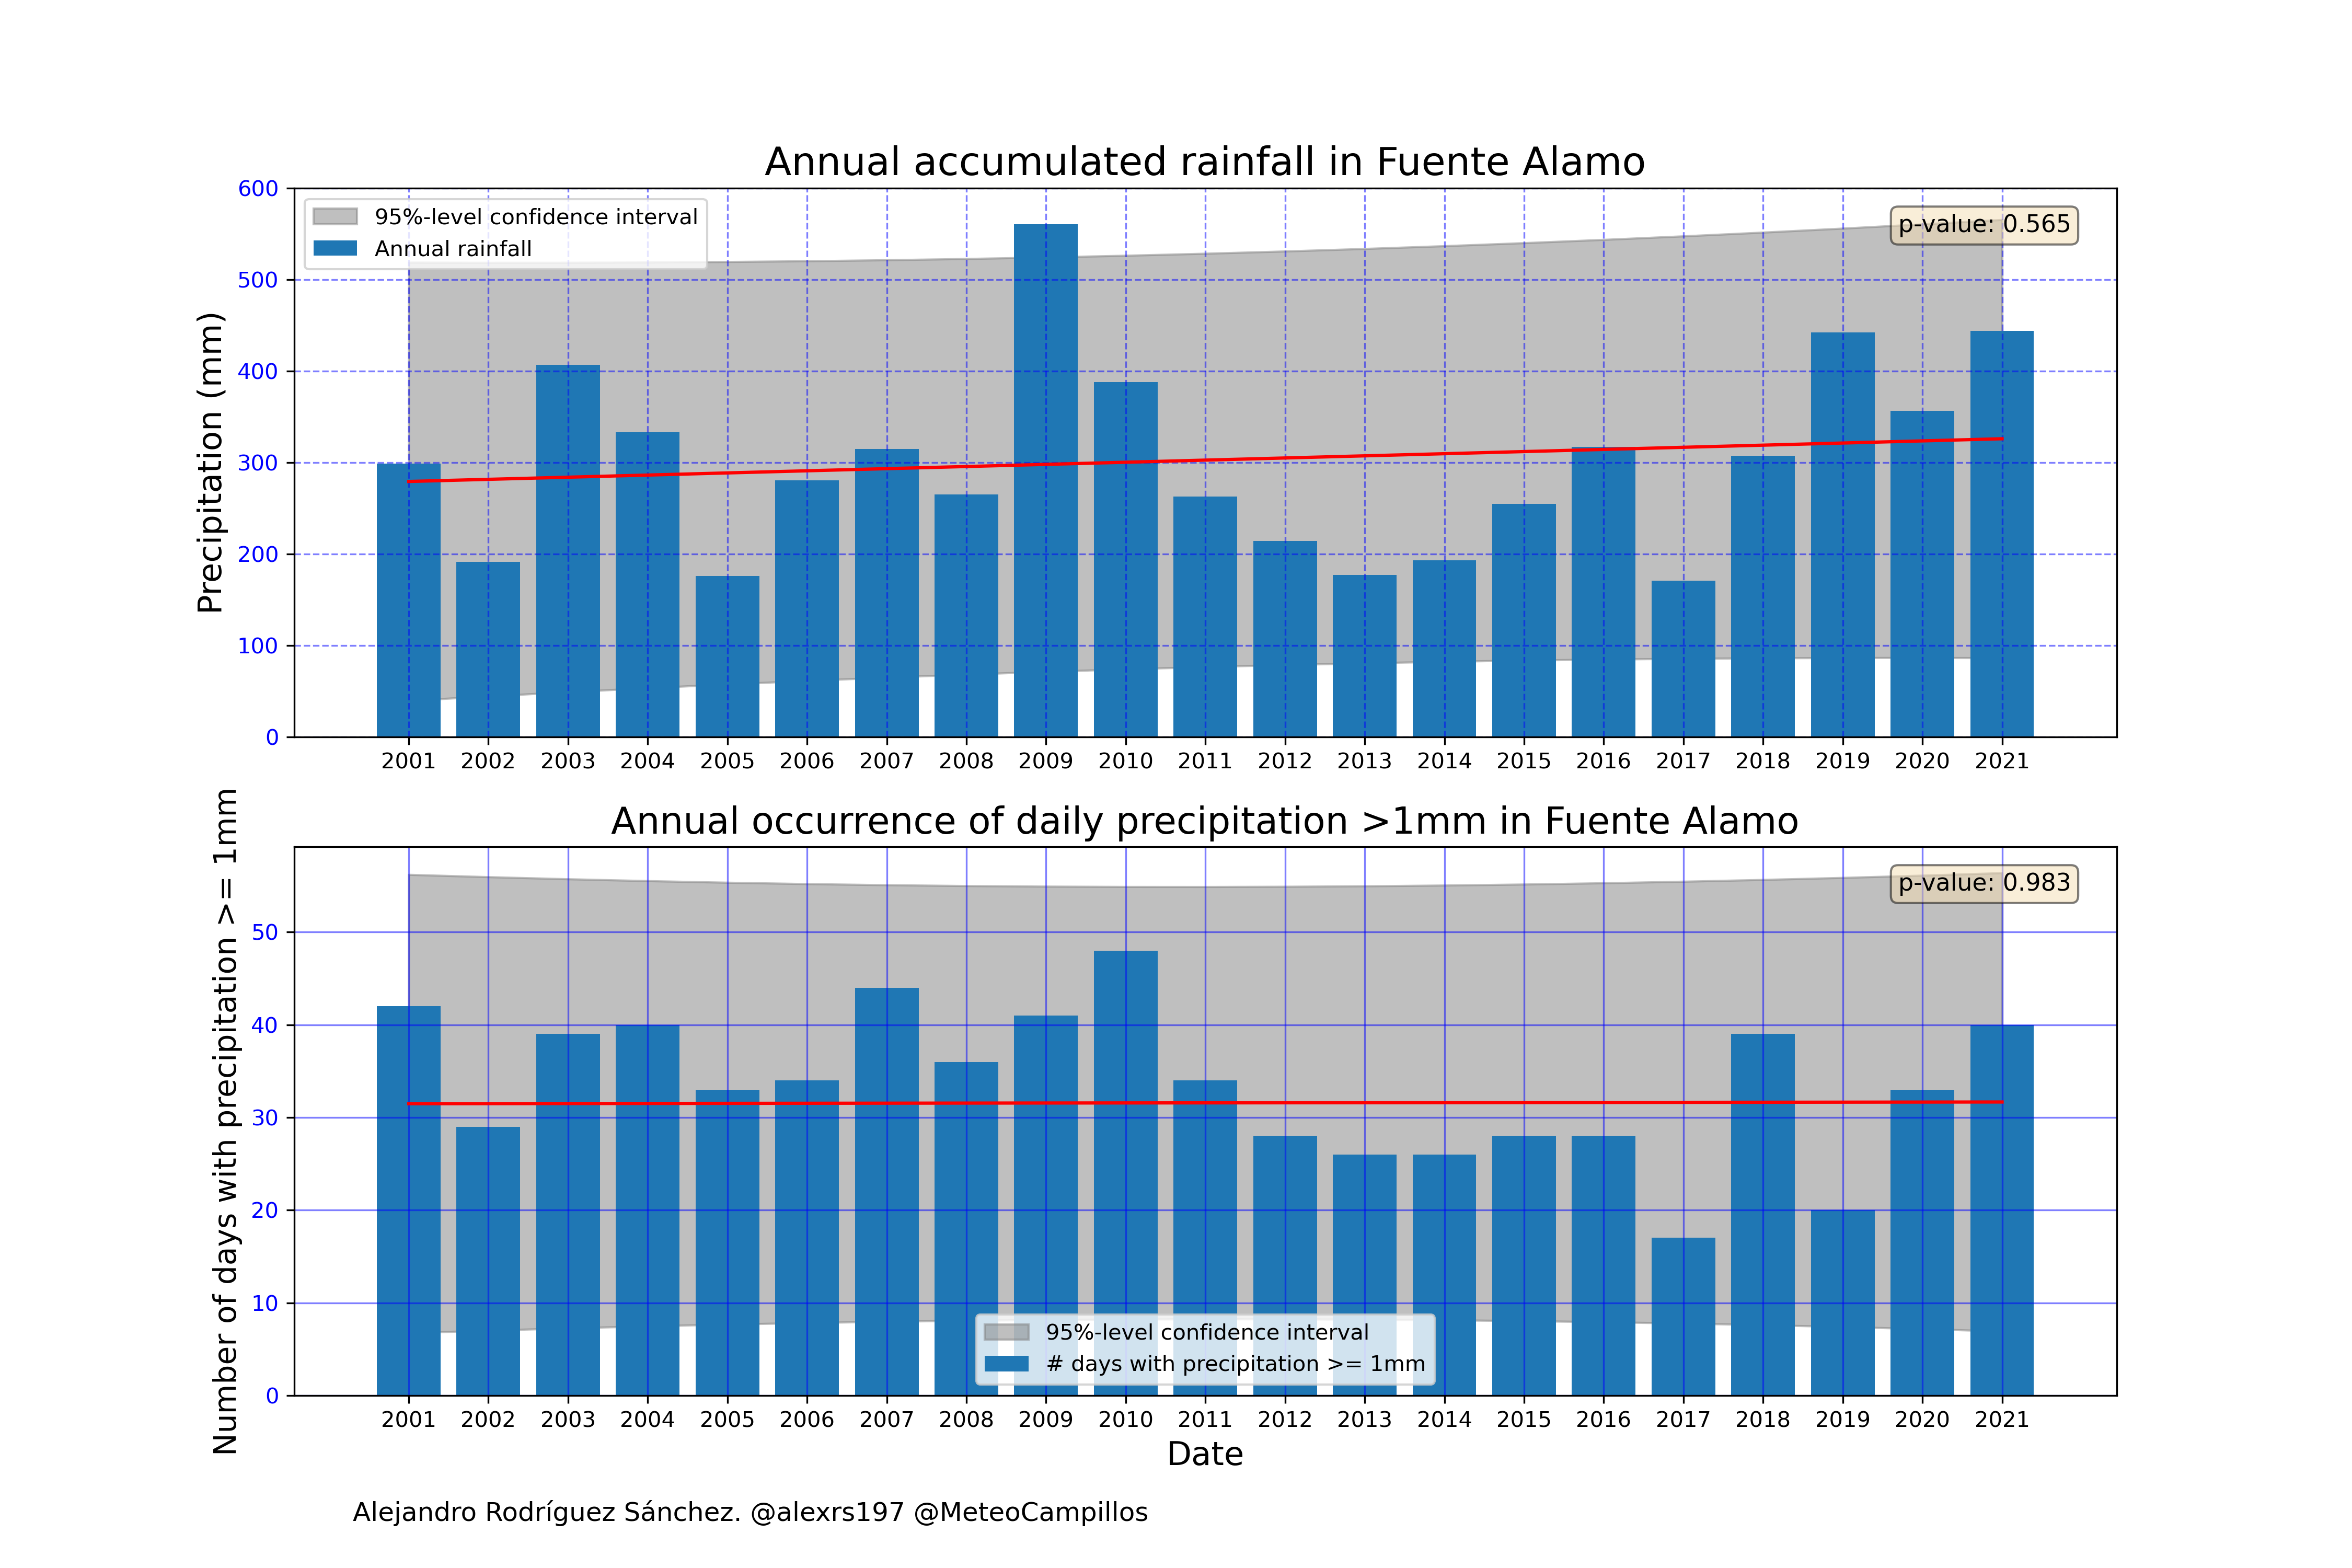 Annual accumulated rainfall in Fuente Alamo
Precipitation (mm)
600
500
400
300
200
100
0
95%-level confidence interval
Annual rainfall
p-value: 0.565
2001 2002 2003 2004 2005 2006 2007 2008 2009 2010 2011 2012 2013 2014 2015 2016 2017 2018 2019 2020 2021
Annual occurrence of daily precipitation >1mm in Fuente Alamo
Number of days with precipitation >= 1mm
50
40
30
20
10
0
p-value: 0.983
95%-level confidence interval
# days with precipitation >= 1mm
2001 2002 2003 2004 2005 2006 2007 2008 2009 2010 2011 2012 2013 2014 2015 2016 2017 2018 2019 2020 2021
Date
Alejandro Rodríguez Sánchez. @alexrs197 @MeteoCampillos